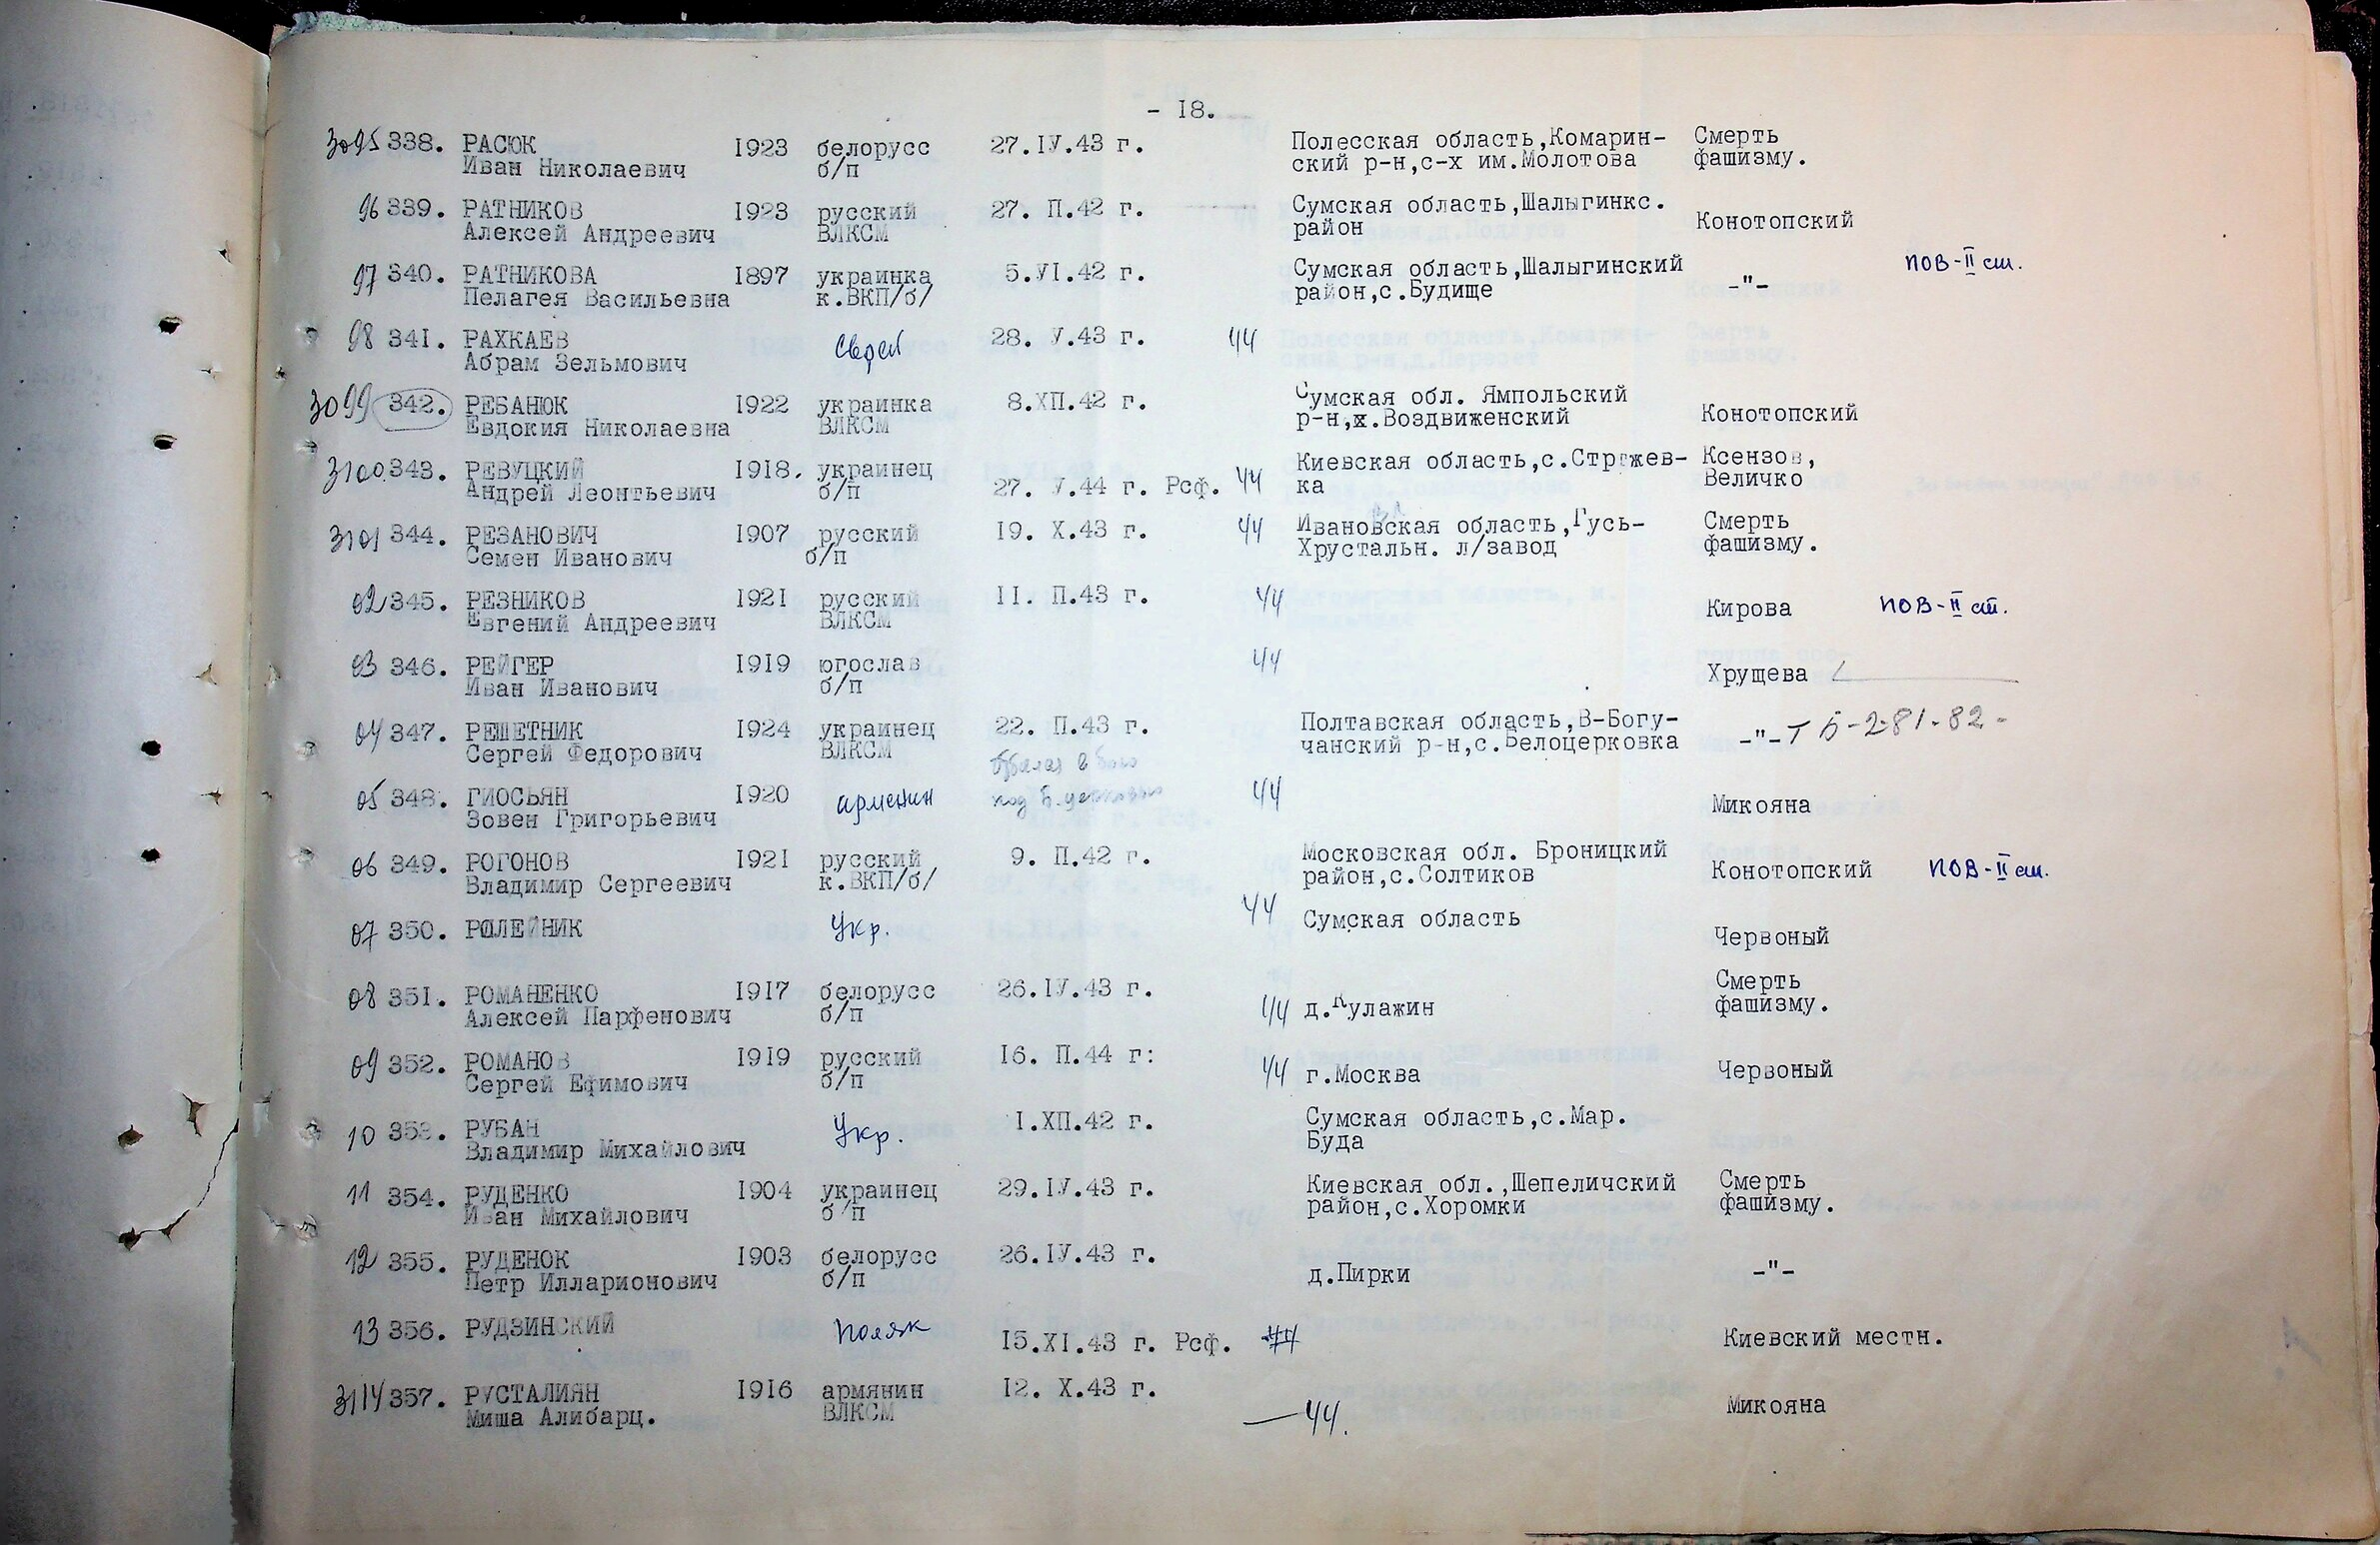 - 18.
3095 338. РАСЮК 1923 белорусс 27.IУ.43 г. Полесская область,Комарин- Смерть
Иван Николаевич б/п ский р-н,с-х им.Молотова фашизму.
96 339. РАТНИКОВ 1923 русский 27. П.42 г. Сумская область,Шалыгинкс.
Алексей Андреевич ВЛКСМ район Конотопский
97 340. РАТНИКОВА 1897 украинка 5.УI.42 г. Сумская область,Шалыгинский ПОВ-II ст.
Пелагея Васильевна к.ВКП/б/ район,с.Будище -"-
98 341. РАХКАЕВ еврей 28. У.43 г. 44
Абрам Зельмович
3099 342. РЕБАНЮК 1922 украинка 8.ХП.42 г. Сумская обл. Ямпольский
Евдокия Николаевна ВЛКСМ р-н,х.Воздвиженский Конотопский
3100 343. РЕВУЦКИЙ 1918. украинец Киевская область,с.Стрржев- Ксензов,
Андрей Леонтьевич б/п 27. У.44 г. Рсф. 44 ка Величко
3101 344. РЕЗАНОВИЧ 1907 русский 19. Х.43 г. 44 Ивановская область,Гусь- Смерть
Семен Иванович б/п Хрустальн. л/завод фашизму.
02 345. РЕЗНИКОВ 1921 русский II. П.43 г. 44 Кирова ПОВ-II ст.
Евгений Андреевич ВЛКСМ
03 346. РЕЙГЕР 1919 югослав 44 Хрущева
Иван Иванович б/п
04 347. РЕШЕТНИК 1924 украинец 22. П.43 г. Полтавская область,В-Богу- -"- Т Б-2-81-82-
Сергей Федорович ВЛКСМ чанский р-н,с.Белоцерковка
в бою
05 348. ГИОСЬЯН 1920 арменин под Б. 44 Микояна
Зовен Григорьевич
06 349. РОГОНОВ 1921 русский 9. П.42 г. Московская обл. Броницкий
Владимир Сергеевич к.ВКП/б/ район,с.Солтиков Конотопский ПОВ-II ст.
07 350. РОЛЕЙНИК Укр. 44 Сумская область Червоный
08 351. РОМАНЕНКО 1917 белорусс 26.IУ.43 г. Смерть
Алексей Парфенович б/п 44 д.Кулажин фашизму.
09 352. РОМАНОВ 1919 русский 16. П.44 г: 44 г.Москва Червоный
Сергей Ефимович б/п
10 353. РУБАН Укр. I.ХП.42 г. Сумская область,с.Мар.
Владимир Михайлович Буда
11 354. РУДЕНКО 1904 украинец 29.IУ.43 г. Киевская обл.,Шепеличский Смерть
Иван Михайлович б/п район,с.Хоромки фашизму.
12 355. РУДЕНОК 1903 белорусс 26.IУ.43 г.
Петр Илларионович б/п д.Пирки -"-
13 356. РУДЗИНСКИЙ поляк 15.XI.43 г. Рсф. 44 Киевский местн.
3114 357. РУСТАЛИЯН 1916 армянин 12. Х.43 г.
Миша Алибарц. ВЛКСМ 44. Микояна